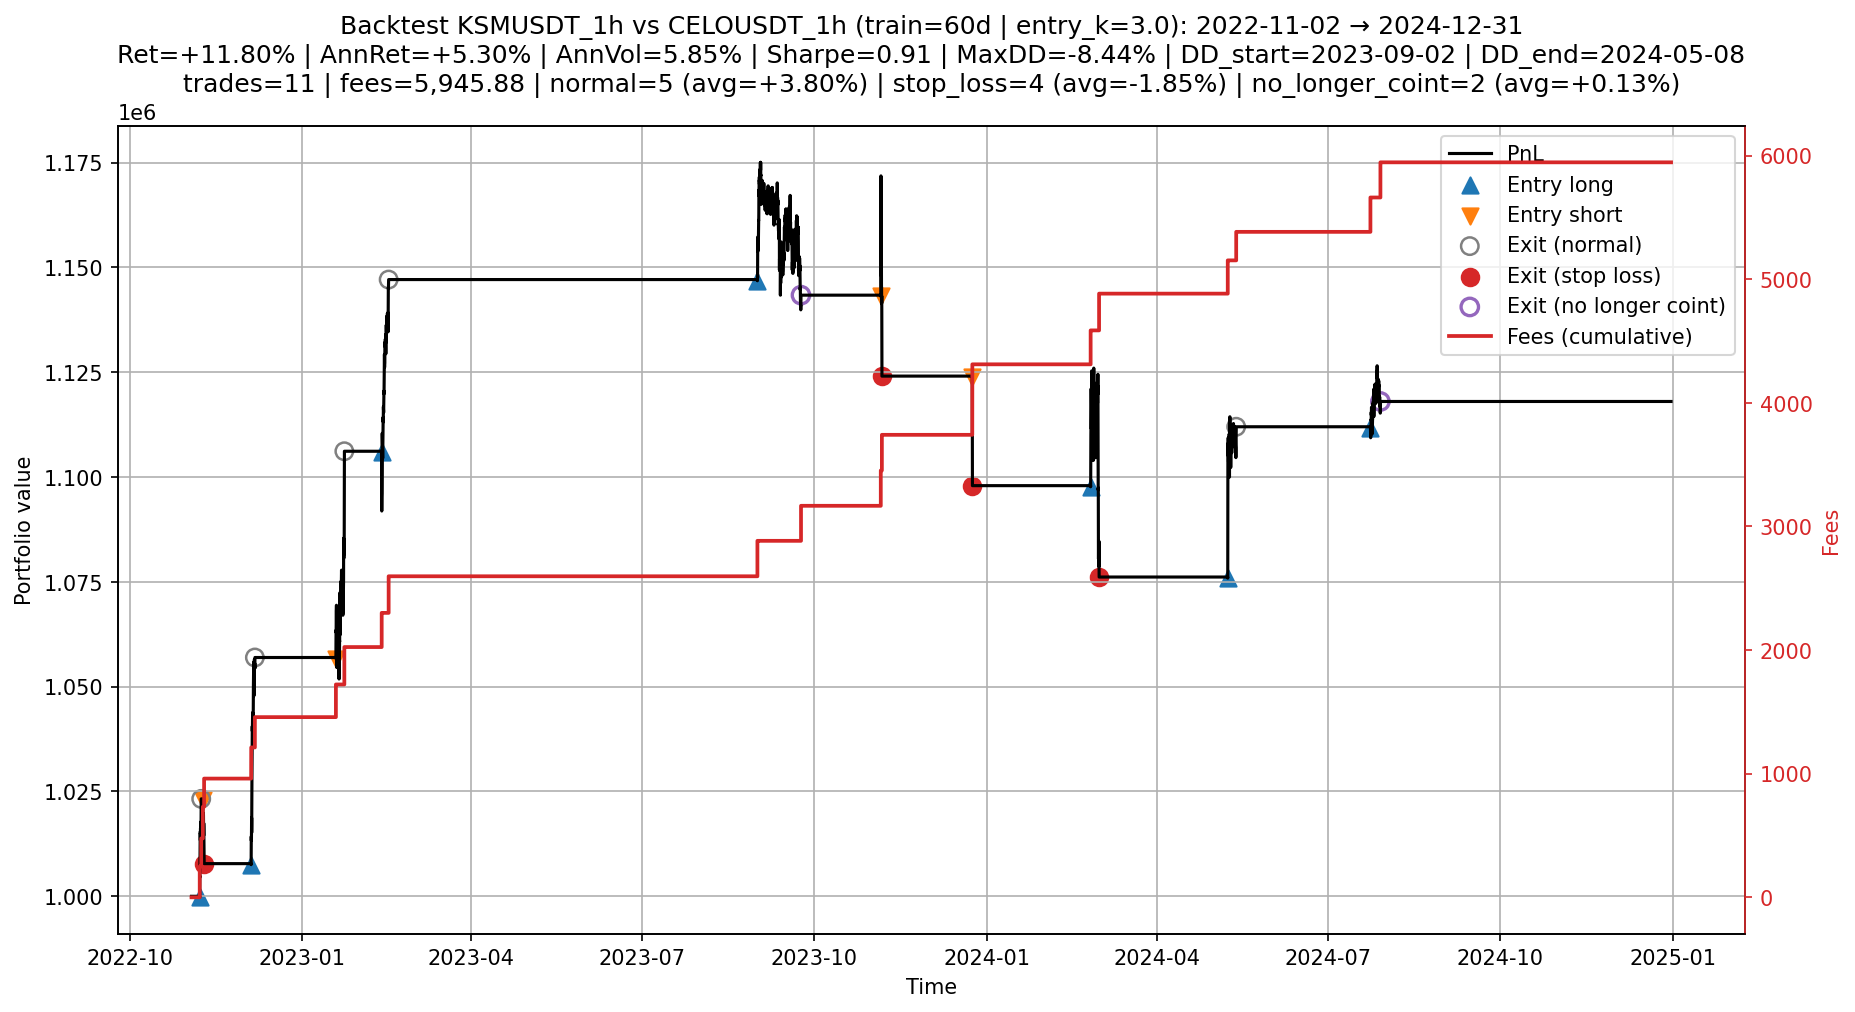 Backtest KSMUSDT_1h vs CELOUSDT_1h (train=60d | entry_k=3.0): 2022-11-02 → 2024-12-31
Ret=+11.80% | AnnRet=+5.30% | AnnVol=5.85% | Sharpe=0.91 | MaxDD=-8.44% | DD_start=2023-09-02 | DD_end=2024-05-08
trades=11 | fees=5,945.88 | normal=5 (avg=+3.80%) | stop_loss=4 (avg=-1.85%) | no_longer_coint=2 (avg=+0.13%)
1e6
1.175
1.150
1.125
1.100
1.075
1.050
1.025
1.000
Portfolio value
PnL
Entry long
Entry short
Exit (normal)
Exit (stop loss)
Exit (no longer coint)
Fees (cumulative)
6000
5000
4000
3000
2000
1000
0
Fees
2022-10
2023-01
2023-04
2023-07
2023-10
2024-01
2024-04
2024-07
2024-10
2025-01
Time